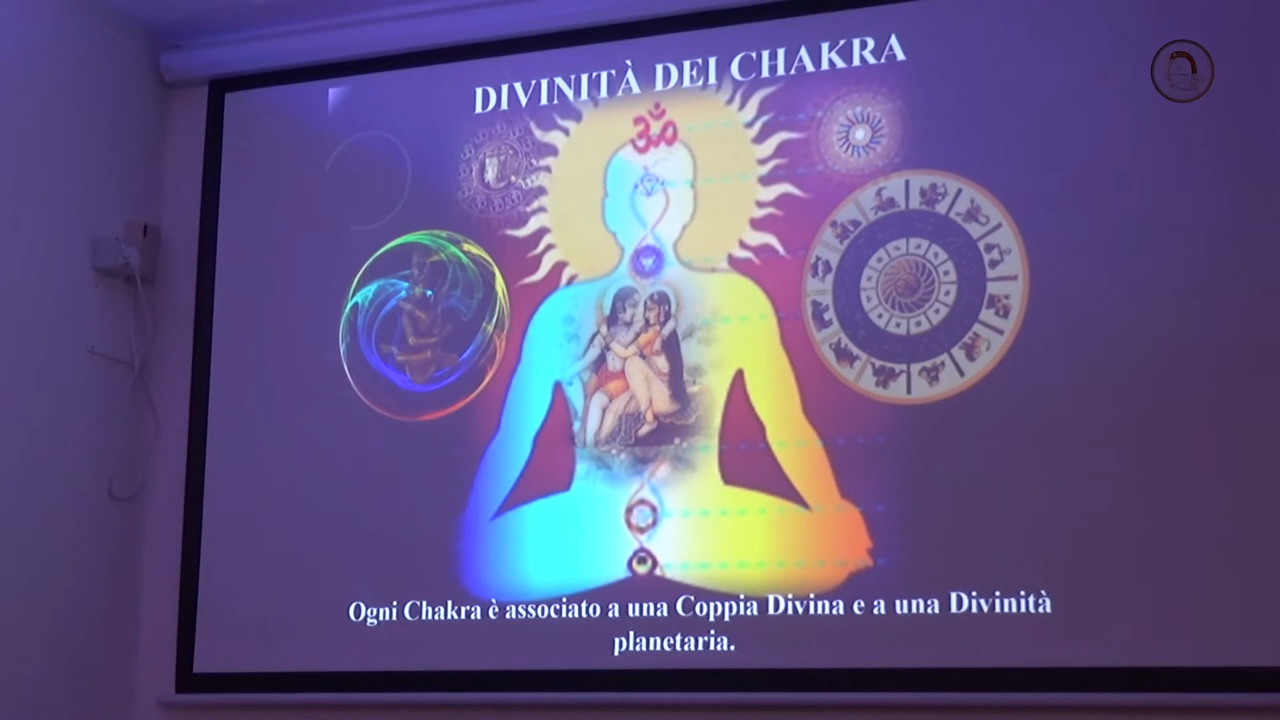 DIVINITÀ DEI CHAKRA
ॐ
Ogni Chakra è associato a una Coppia Divina e a una Divinità
planetaria.